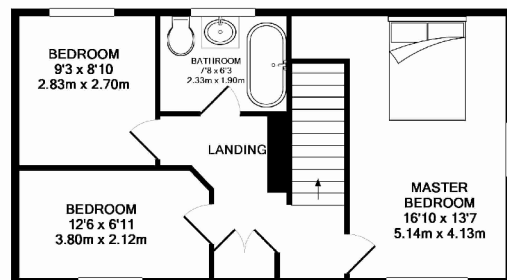 BEDROOM
9'3 x 8'10
2.83m x 2.70m
BATHROOM
7'8 x 6'3
2.33m x 1.90m
LANDING
BEDROOM
12'6 x 6'11
3.80m x 2.12m
MASTER
BEDROOM
16'10 x 13'7
5.14m x 4.13m